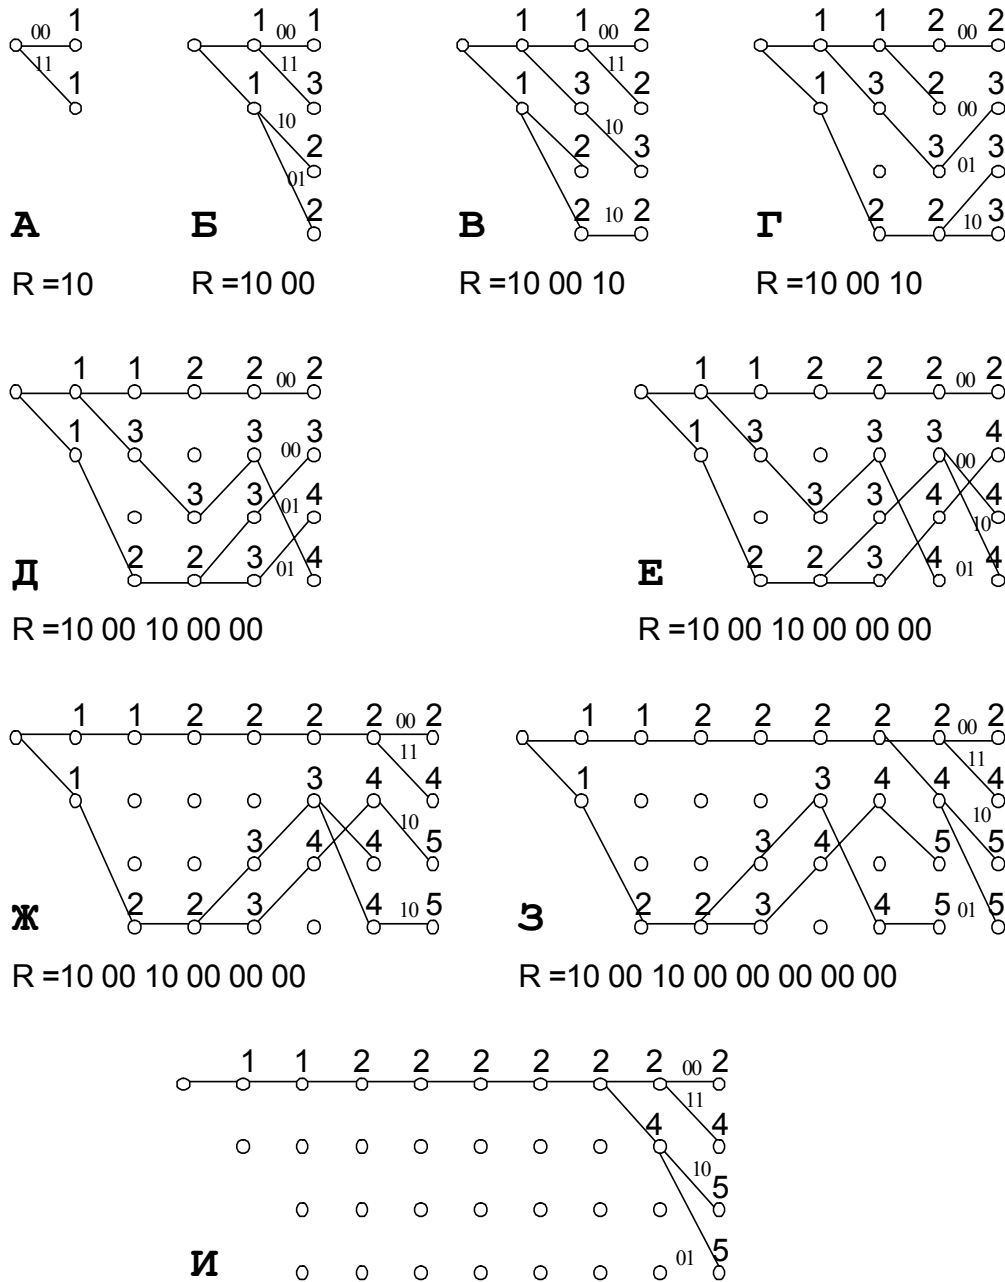 00 1 1 00 1 1 1 00 2 1 1 2 00 2
11 1 1 11 3 1 3 11 2 1 3 2 00 3
10 2 2 10 3 3 01 3
А Б 01 2 В 2 10 2 Г 2 2 10 3
R =10 R =10 00 R =10 00 10 R =10 00 10
1 1 2 2 00 2 1 1 2 2 2 00 2
1 3 3 00 3 1 3 3 3 00 4
3 3 01 4 3 3 4 10 4
Д 2 2 3 01 4 Е 2 2 3 4 01 4
R =10 00 10 00 00 R =10 00 10 00 00 00
1 1 2 2 2 2 00 2 1 1 2 2 2 2 2 00 2
1 3 4 11 4 1 3 4 4 11 4
3 4 4 10 5 3 4 5 10 5
Ж 2 2 3 4 10 5 З 2 2 3 4 5 01 5
R =10 00 10 00 00 00 R =10 00 10 00 00 00 00 00
1 1 2 2 2 2 2 2 00 2
4 11 4
10 5
И 01 5